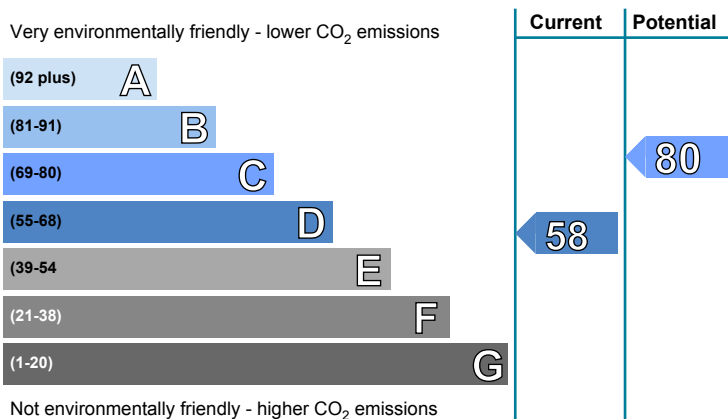 Current Potential
Very environmentally friendly - lower CO2 emissions
(92 plus) A
(81-91) B
(69-80) C
80
(55-68) D
58
(39-54 E
(21-38) F
(1-20) G
Not environmentally friendly - higher CO2 emissions